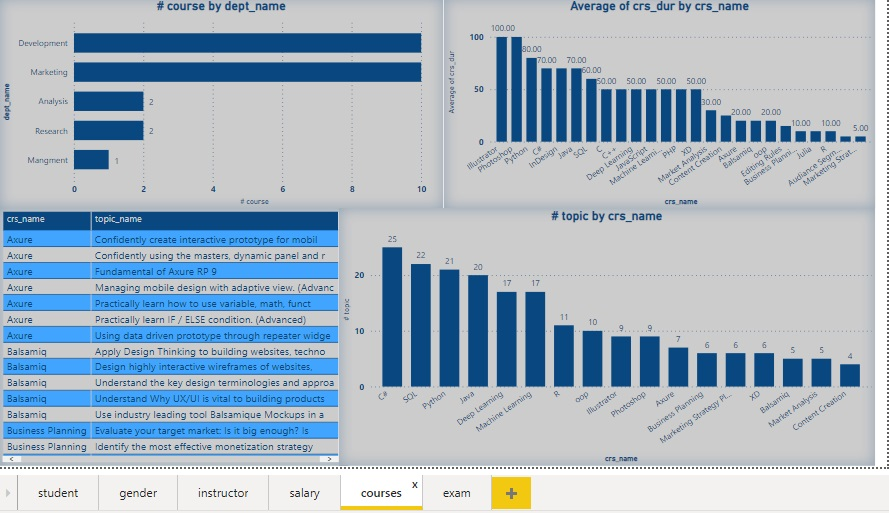 # course by dept_name
dept_name
Development
Marketing
Analysis 2
Research 2
Mangment 1
0 2 4 6 8 10
# course
Average of crs_dur by crs_name
Average of crs_dur
100
50
0
100.00 80.00 70.00 70.00 60.00 50.00 50.00 50.00 50.00 30.00 20.00 20.00 10.00 10.00 5.00
Illustrator Photoshop Python C# InDesign Java SQL C C++ Deep Learning JavaScript Machine Learni... PHP XD Market Analysis Content Creation Axure Balsamiq oop Editing Rules Business Planni... Julia R Audiance Segm... Marketing Strat...
crs_name
crs_name topic_name
Axure Confidently create interactive prototype for mobil
Axure Confidently using the masters, dynamic panel and r
Axure Fundamental of Axure RP 9
Axure Managing mobile design with adaptive view. (Advanc
Axure Practically learn how to use variable, math, funct
Axure Practically learn IF / ELSE condition. (Advanced)
Axure Using data driven prototype through repeater widge
Balsamiq Apply Design Thinking to building websites, techno
Balsamiq Design highly interactive wireframes of websites,
Balsamiq Understand the key design terminologies and approa
Balsamiq Understand Why UX/UI is vital to building products
Balsamiq Use industry leading tool Balsamique Mockups in a
Business Planning Evaluate your target market: Is it big enough? Is
Business Planning Identify the most effective monetization strategy
# topic by crs_name
# topic
20
10
0
25 22 21 20 17 17 11 10 9 9 7 6 6 6 5 5 4
C# SQL Python Java Deep Learning Machine Learning R oop Illustrator Photoshop Axure Business Planning Marketing Strategy Pl... XD Balsamiq Market Analysis Content Creation
crs_name
student gender instructor salary courses x exam +